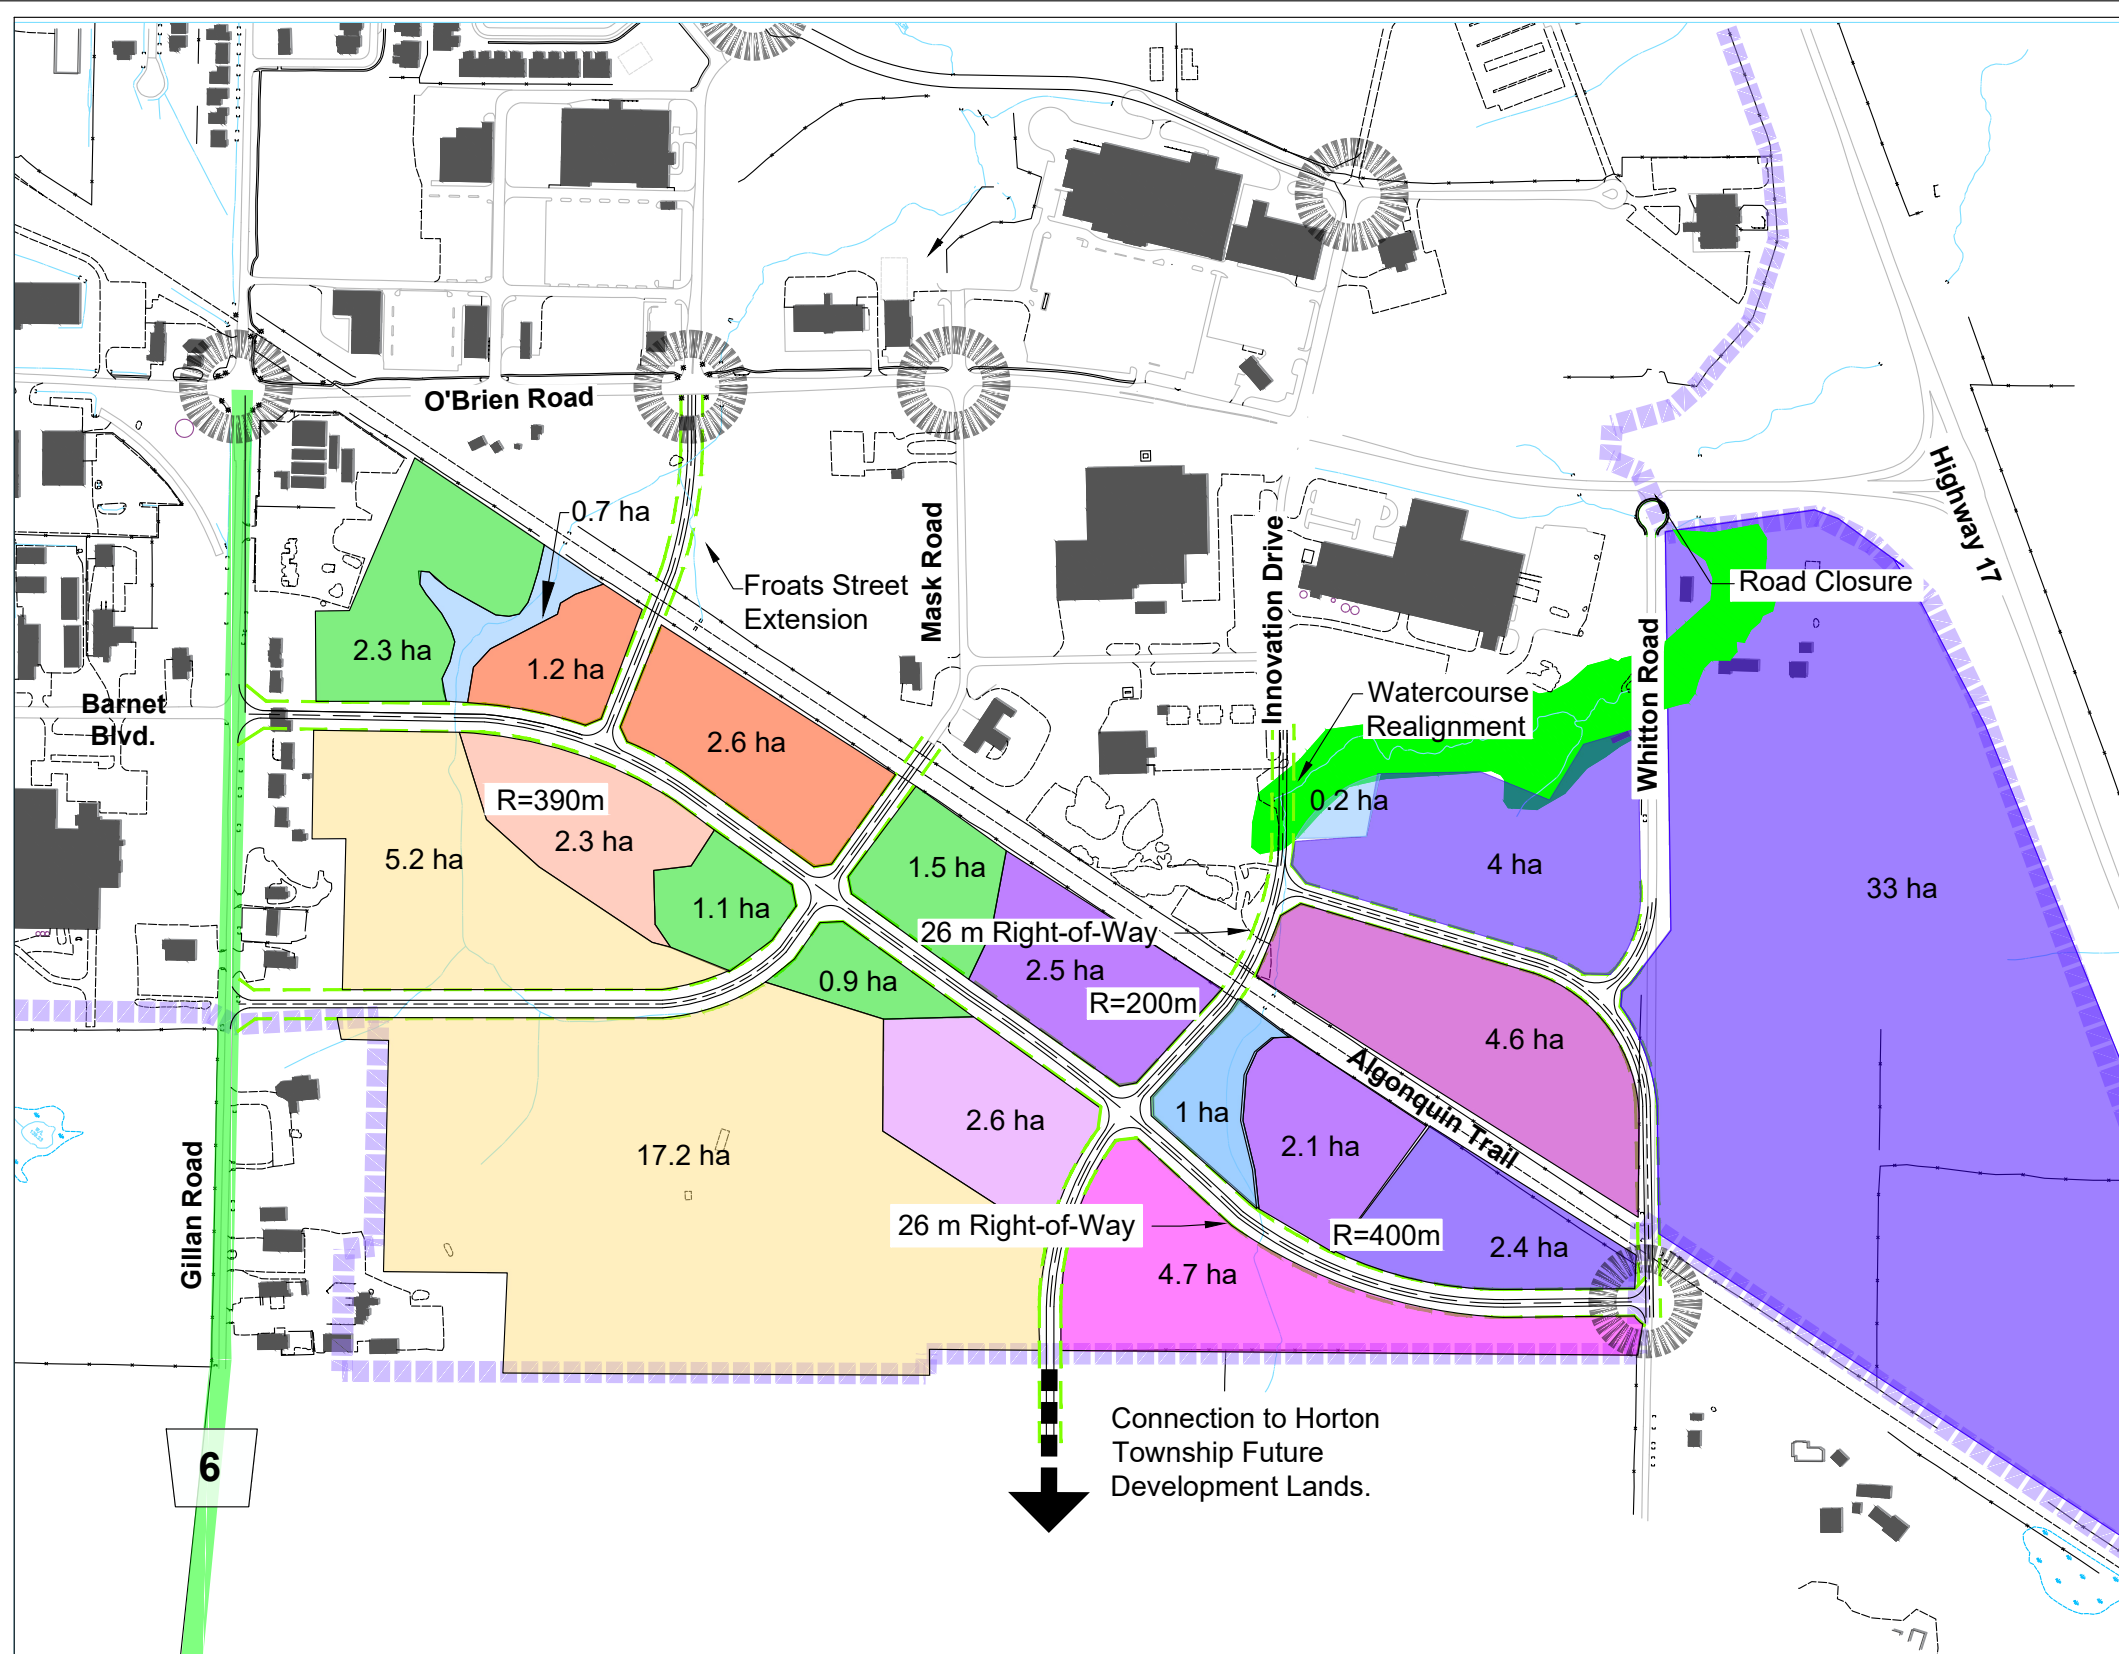 O'Brien Road
Highway 17
0.7 ha
Froats Street
Extension
Mask Road
Innovation Drive
Road Closure
Whitton Road
2.3 ha
1.2 ha
Barnet
Blvd.
2.6 ha
Watercourse
Realignment
R=390m
2.3 ha
0.2 ha
5.2 ha
1.5 ha
4 ha
33 ha
1.1 ha
26 m Right-of-Way
0.9 ha
2.5 ha
R=200m
4.6 ha
Algonquin Trail
1 ha
2.6 ha
2.1 ha
17.2 ha
Gillan Road
26 m Right-of-Way
R=400m
2.4 ha
4.7 ha
Connection to Horton
Township Future
Development Lands.
6